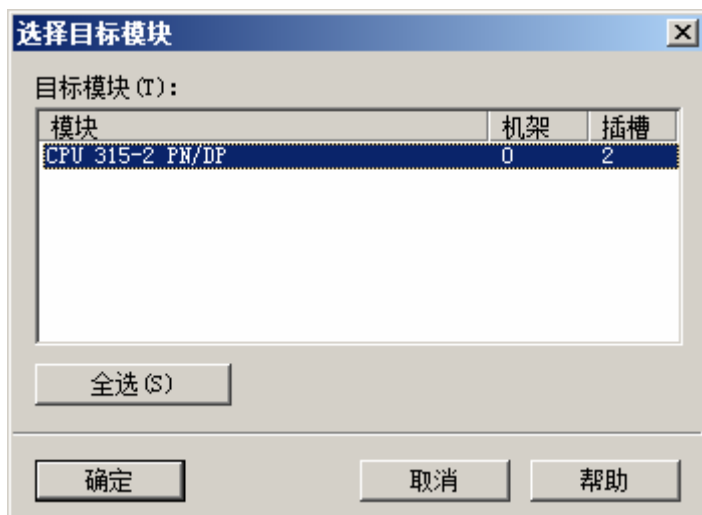 选择目标模块
目标模块(T):
模块 机架 插槽
CPU 315-2 PN/DP 0 2
全选(S)
确定 取消 帮助